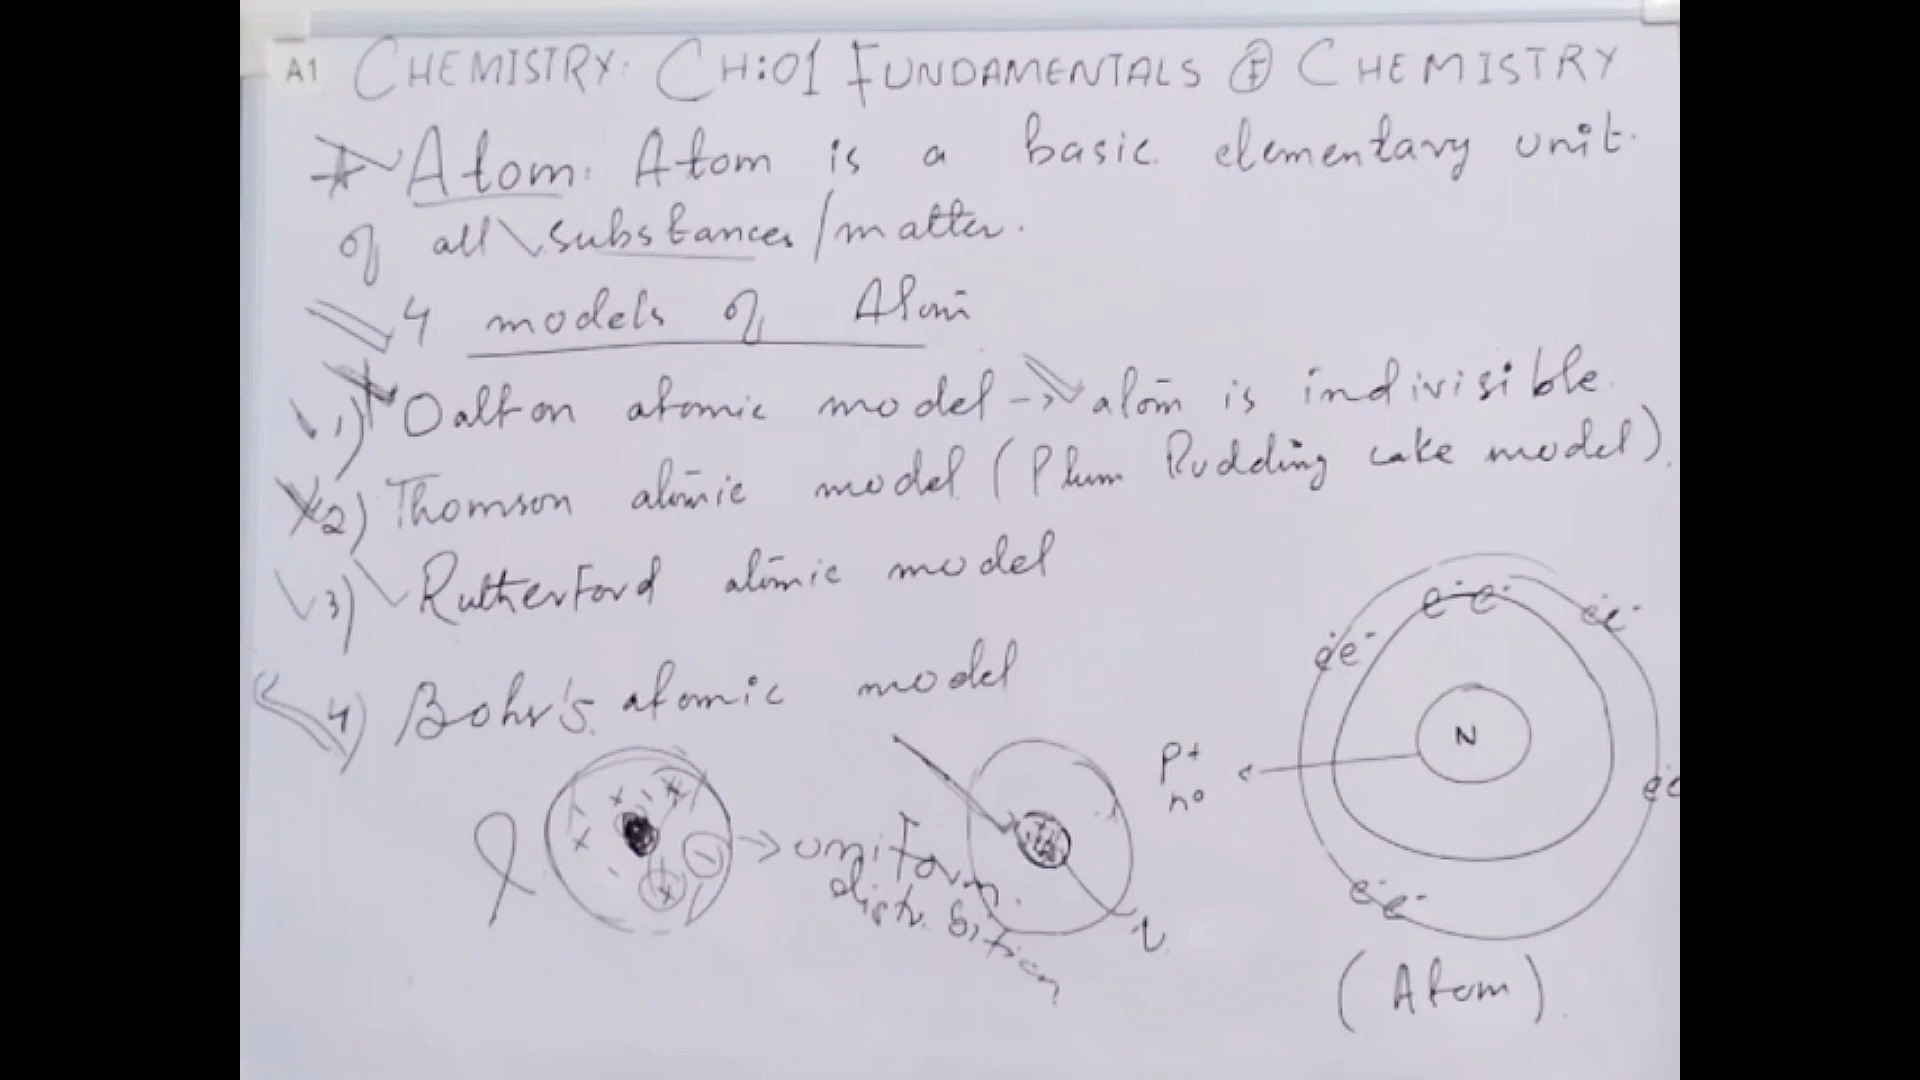 A1 CHEMISTRY: CH:01 FUNDAMENTALS OF CHEMISTRY
Atom: Atom is a basic elementary unit.
of all substances/matter.
4 models of Atom
1) Dalton atomic model -> atom is indivisible.
2) Thomson atomic model (Plum Pudding cake model).
3) Rutherford atomic model
4) Bohr's atomic model
e- e-
e-e-
e-e-
N
P+
n°
e-e-
uniform.
distribution
(Atom)